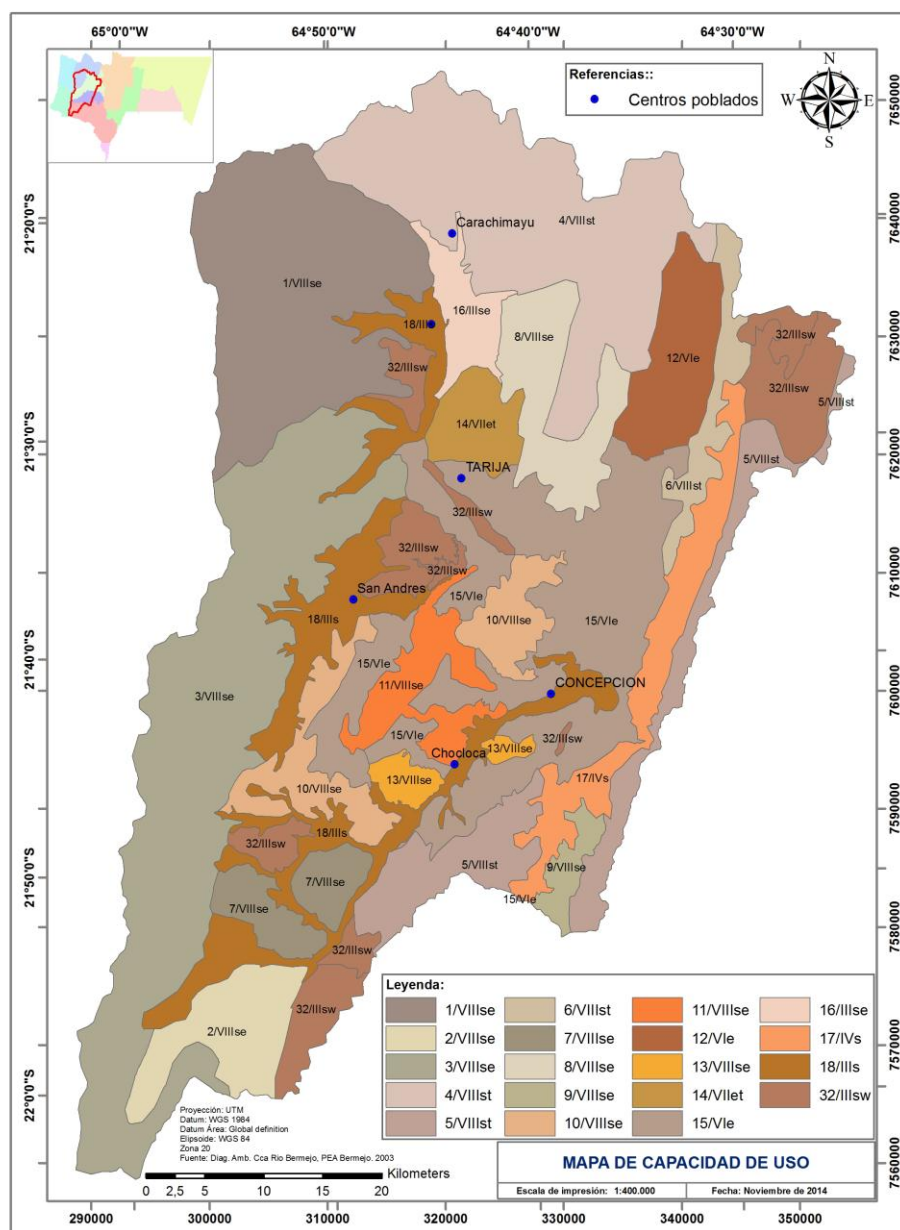 65°0'0"W 64°50'0"W 64°40'0"W 64°30'0"W
Referencias::
Centros poblados
N
W E
S
7650000
7640000
7630000
7620000
7610000
7600000
7590000
7580000
7570000
7560000
21°20'0"S
21°30'0"S
21°40'0"S
21°50'0"S
22°0'0"S
Carachimayu
4/VIIIst
1/VIIIse
16/IIIse
18/III
8/VIIIse
32/IIIsw
12/VIe
32/IIIsw
32/IIIsw
5/VIIIst
14/VIIet
5/VIIIst
TARIJA
6/VIIIst
32/IIIsw
32/IIIsw
32/IIIsw
San Andres
15/VIe
18/IIIs
10/VIIIse
15/VIe
15/VIe
11/VIIIse
3/VIIIse
CONCEPCION
15/VIe
32/IIIsw
13/VIIIse
Chocloca
13/VIIIse
17/IVs
10/VIIIse
18/IIIs
32/IIIsw
5/VIIIst
9/VIIIse
7/VIIIse
15/VIe
7/VIIIse
32/IIIsw
32/IIIsw
2/VIIIse
Leyenda:
1/VIIIse 6/VIIIst 11/VIIIse 16/IIIse
2/VIIIse 7/VIIIse 12/VIe 17/IVs
3/VIIIse 8/VIIIse 13/VIIIse 18/IIIs
4/VIIIst 9/VIIIse 14/VIIet 32/IIIsw
5/VIIIst 10/VIIIse 15/VIe
Proyección: UTM
Datum: WGS 1984
Datum Área: Global definition
Elipsoide: WGS 84
Zona 20
Fuente: Diag. Amb. Cca Rio Bermejo, PEA Bermejo. 2003
Kilometers
0 2,5 5 10 15 20
MAPA DE CAPACIDAD DE USO
Escala de impresión: 1:400.000 Fecha: Noviembre de 2014
290000 300000 310000 320000 330000 340000 350000